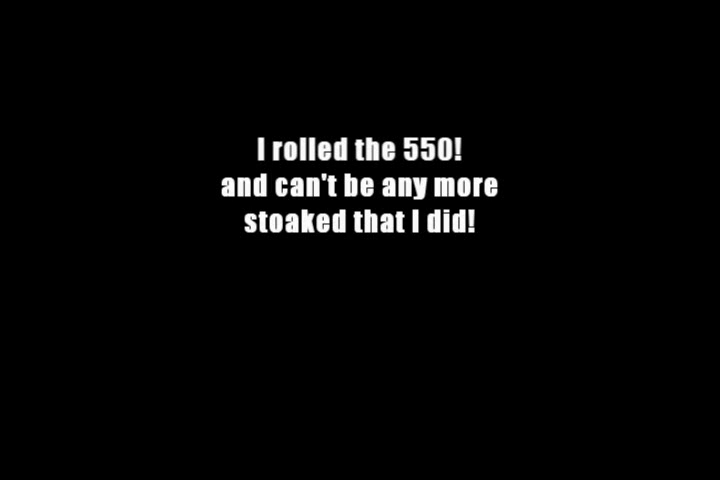 I rolled the 550!
and can't be any more
stoaked that I did!